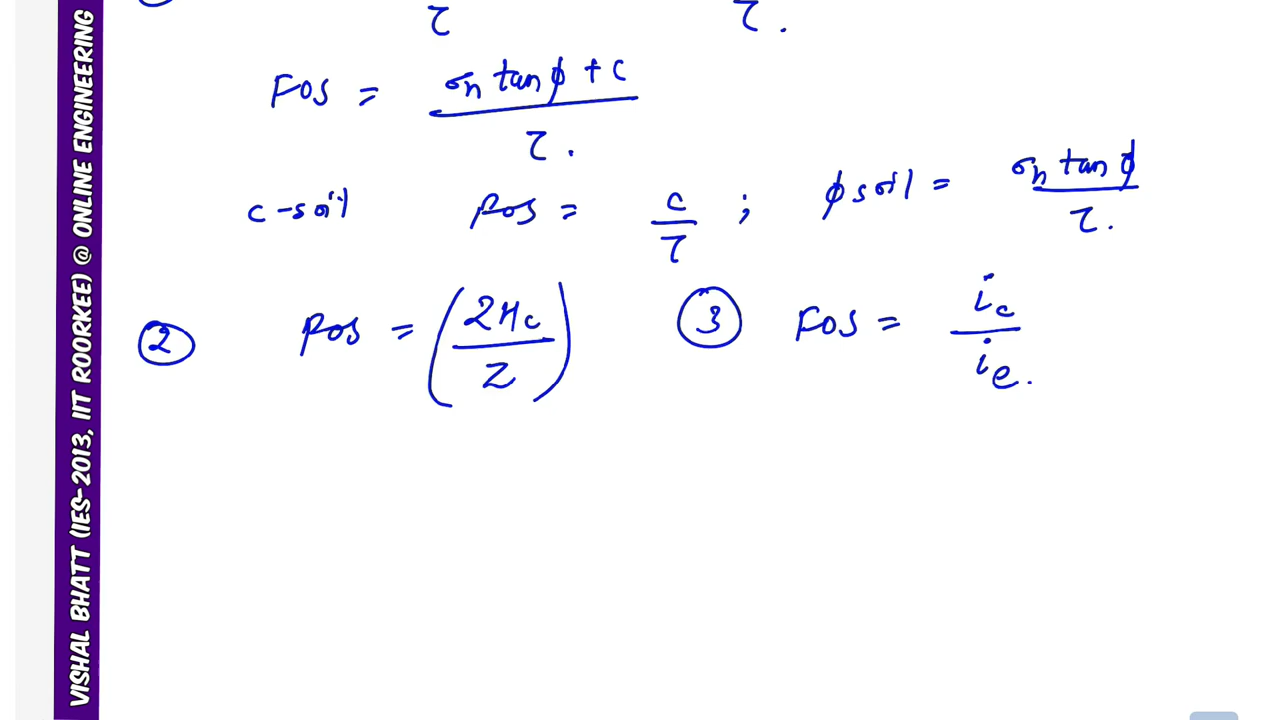 VISHAL BHATT (IES-2013, IIT ROORKEE) @ ONLINE ENGINEERING
τ τ.
FOS = (σn tanϕ + c) / τ.
c-soil FOS = c / τ ; ϕ soil = σn tanϕ / τ.
② FOS = (2Hc / Z) ③ FOS = ic / ie.